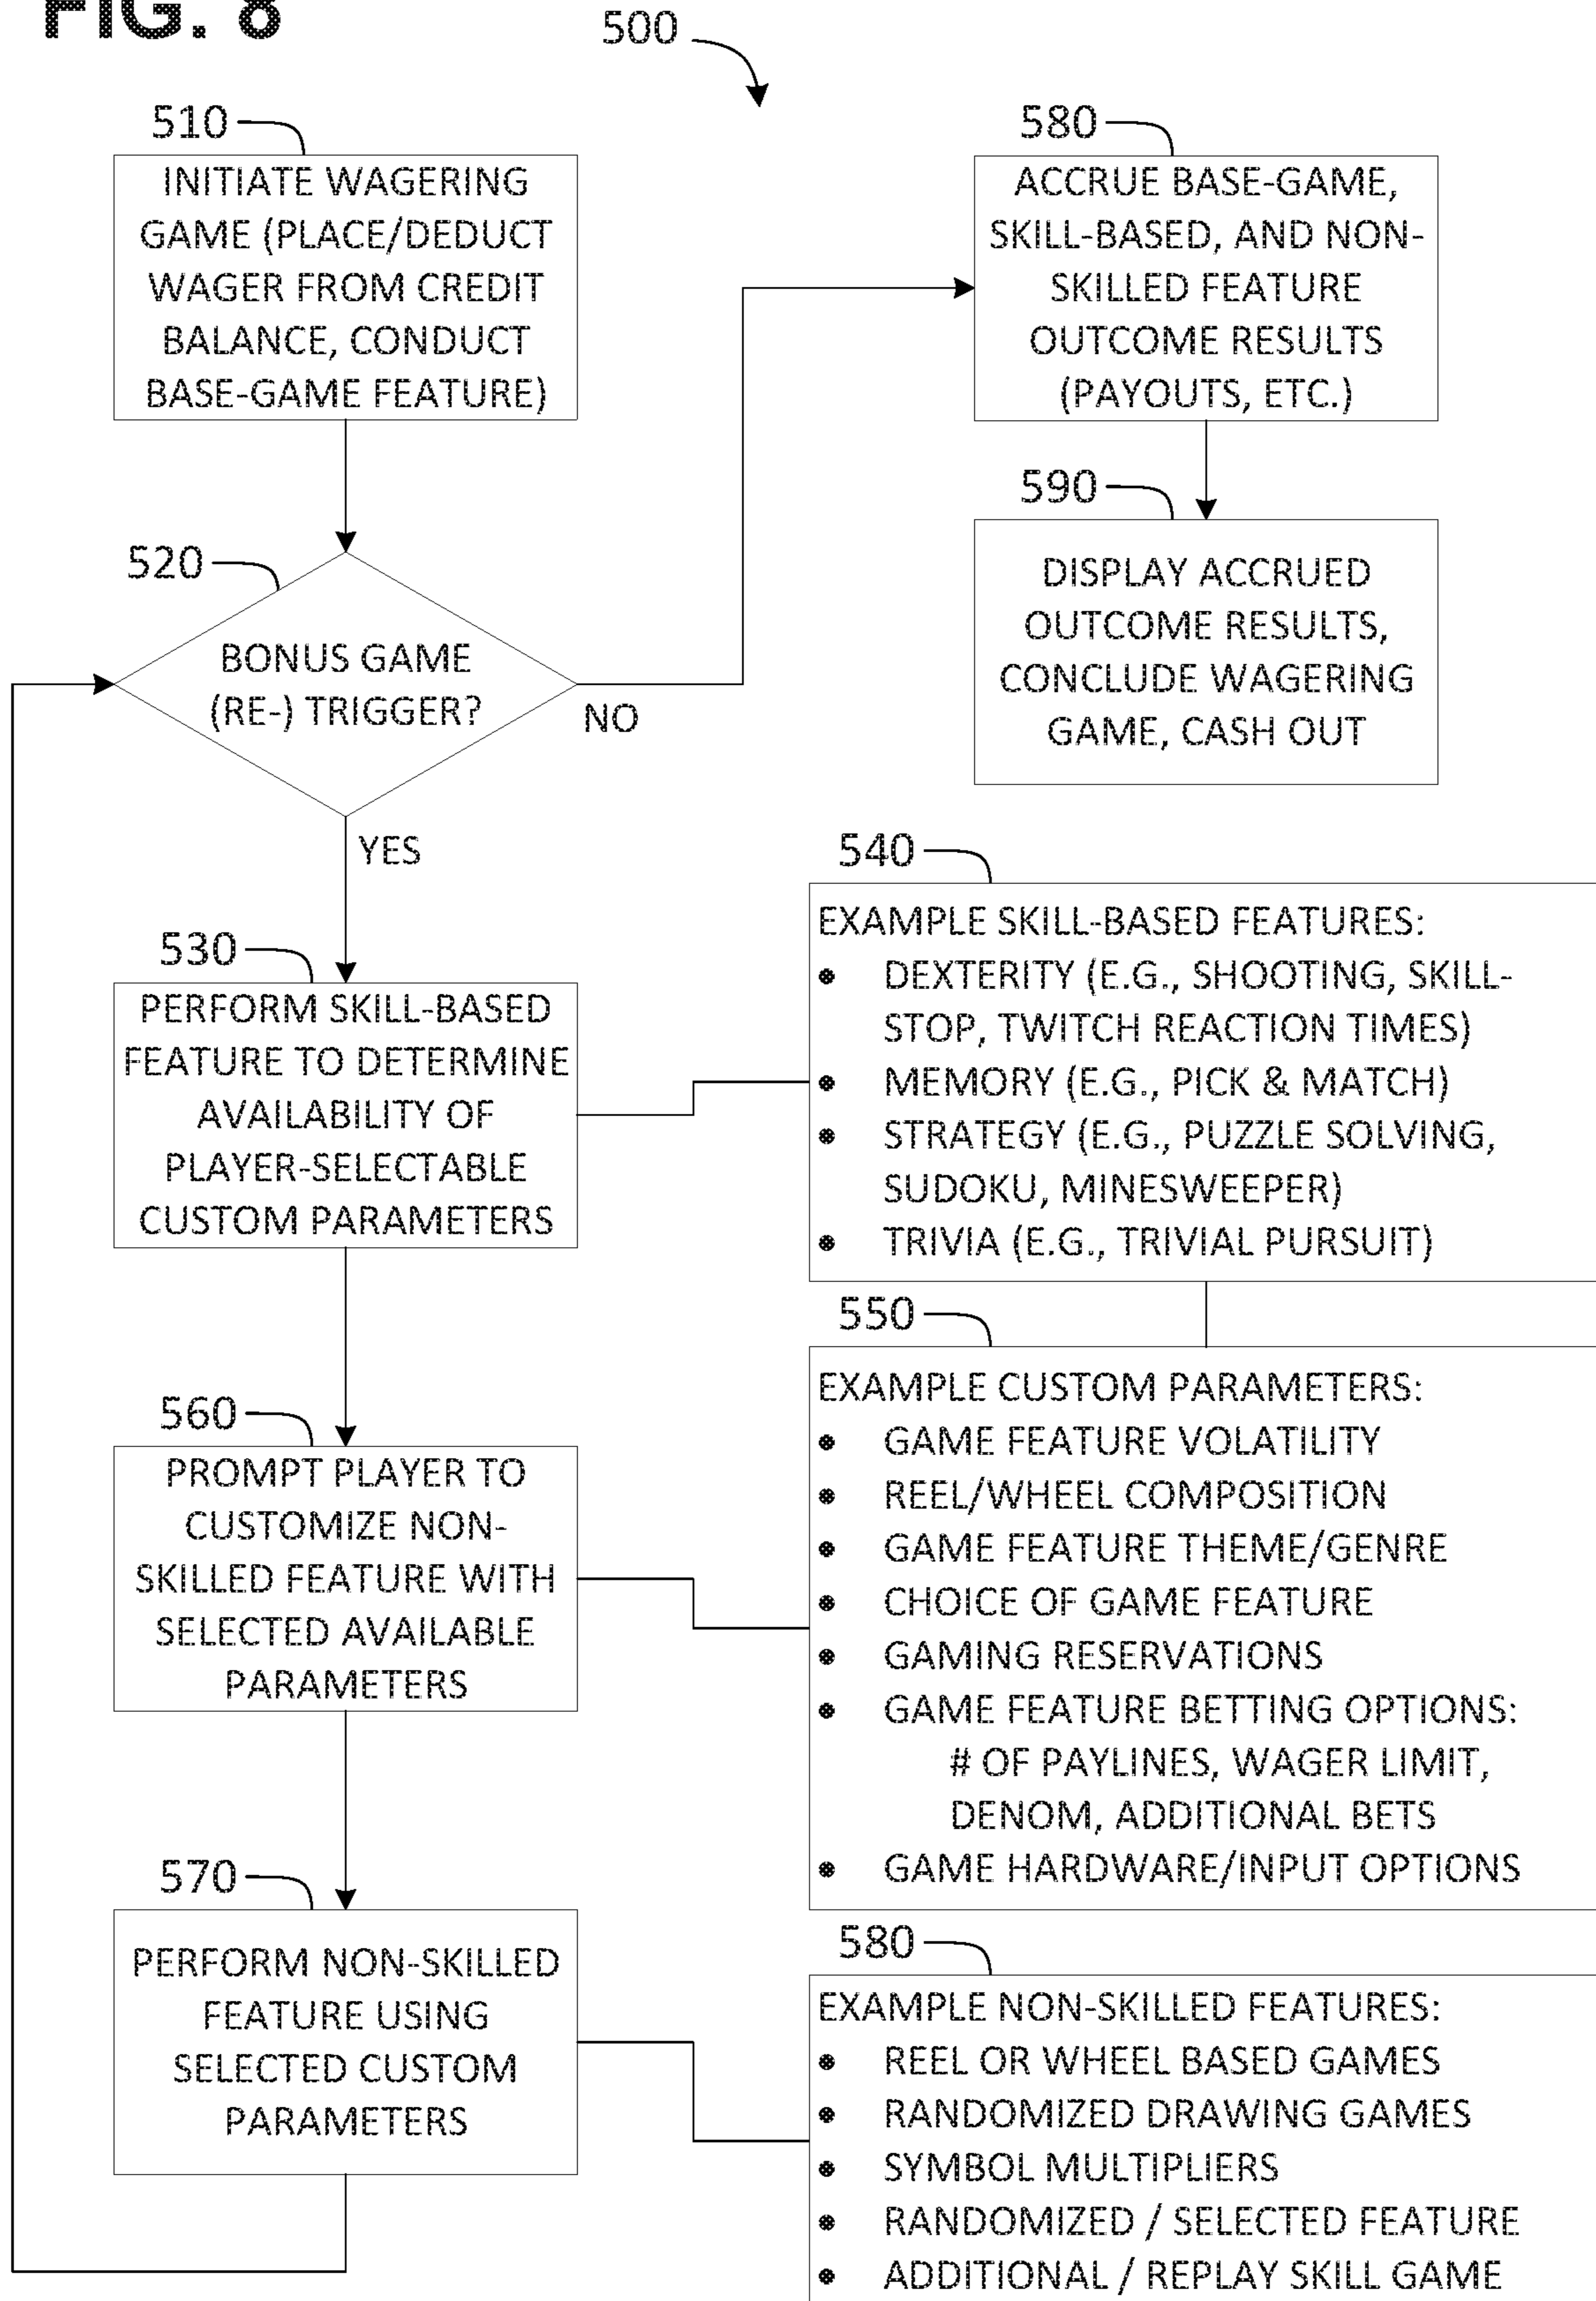 FIG. 8
500
510
INITIATE WAGERING
GAME (PLACE/DEDUCT
WAGER FROM CREDIT
BALANCE, CONDUCT
BASE-GAME FEATURE)
520
BONUS GAME
(RE-) TRIGGER?
NO
YES
530
PERFORM SKILL-BASED
FEATURE TO DETERMINE
AVAILABILITY OF
PLAYER-SELECTABLE
CUSTOM PARAMETERS
560
PROMPT PLAYER TO
CUSTOMIZE NON-
SKILLED FEATURE WITH
SELECTED AVAILABLE
PARAMETERS
570
PERFORM NON-SKILLED
FEATURE USING
SELECTED CUSTOM
PARAMETERS
580
ACCRUE BASE-GAME,
SKILL-BASED, AND NON-
SKILLED FEATURE
OUTCOME RESULTS
(PAYOUTS, ETC.)
590
DISPLAY ACCRUED
OUTCOME RESULTS,
CONCLUDE WAGERING
GAME, CASH OUT
540
EXAMPLE SKILL-BASED FEATURES:
• DEXTERITY (E.G., SHOOTING, SKILL-
STOP, TWITCH REACTION TIMES)
• MEMORY (E.G., PICK & MATCH)
• STRATEGY (E.G., PUZZLE SOLVING,
SUDOKU, MINESWEEPER)
• TRIVIA (E.G., TRIVIAL PURSUIT)
550
EXAMPLE CUSTOM PARAMETERS:
• GAME FEATURE VOLATILITY
• REEL/WHEEL COMPOSITION
• GAME FEATURE THEME/GENRE
• CHOICE OF GAME FEATURE
• GAMING RESERVATIONS
• GAME FEATURE BETTING OPTIONS:
# OF PAYLINES, WAGER LIMIT,
DENOM, ADDITIONAL BETS
• GAME HARDWARE/INPUT OPTIONS
580
EXAMPLE NON-SKILLED FEATURES:
• REEL OR WHEEL BASED GAMES
• RANDOMIZED DRAWING GAMES
• SYMBOL MULTIPLIERS
• RANDOMIZED / SELECTED FEATURE
• ADDITIONAL / REPLAY SKILL GAME